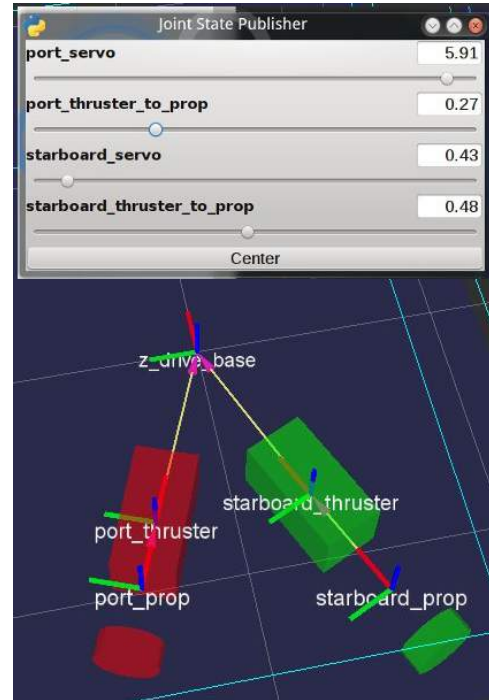 Joint State Publisher
port_servo 5.91
port_thruster_to_prop 0.27
starboard_servo 0.43
starboard_thruster_to_prop 0.48
Center
z_drive_base
starboard_thruster
port_thruster
port_prop starboard_prop